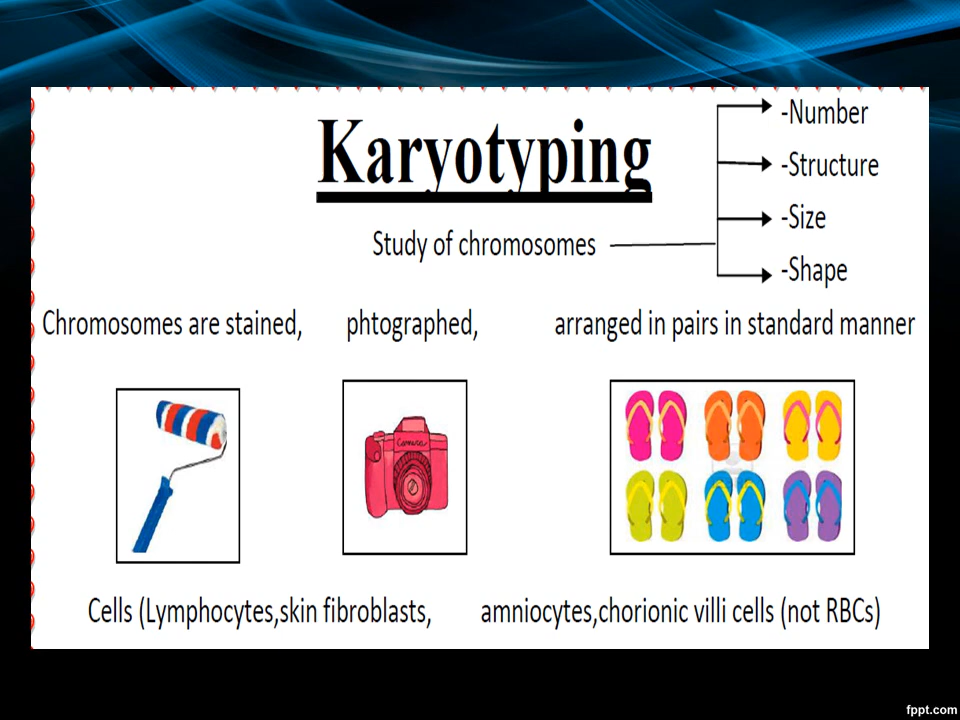 Karyotyping
-Number
-Structure
-Size
Study of chromosomes
-Shape
Chromosomes are stained, phtographed, arranged in pairs in standard manner
Camera
Cells (Lymphocytes,skin fibroblasts, amniocytes,chorionic villi cells (not RBCs)
fppt.com